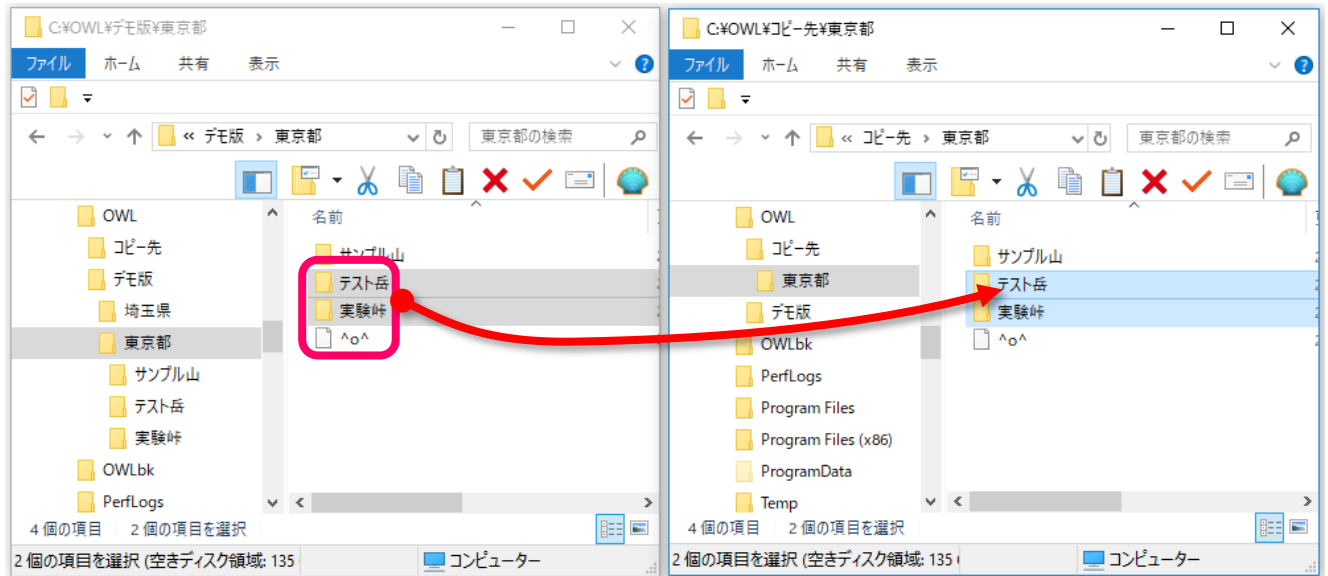 C:¥OWL¥デモ版¥東京都
ファイル ホーム 共有 表示
« デモ版 › 東京都 東京都の検索
OWL
コピー先
デモ版
埼玉県
東京都
サンプル山
テスト岳
実験峠
OWLbk
PerfLogs
名前
サンプル山
テスト岳
実験峠
^o^
4 個の項目 2 個の項目を選択
2 個の項目を選択 (空きディスク領域: 135 コンピューター
C:¥OWL¥コピー先¥東京都
ファイル ホーム 共有 表示
« コピー先 › 東京都 東京都の検索
OWL
コピー先
東京都
デモ版
OWLbk
PerfLogs
Program Files
Program Files (x86)
ProgramData
Temp
名前
サンプル山
テスト岳
実験峠
^o^
4 個の項目 2 個の項目を選択
2 個の項目を選択 (空きディスク領域: 135 コンピューター